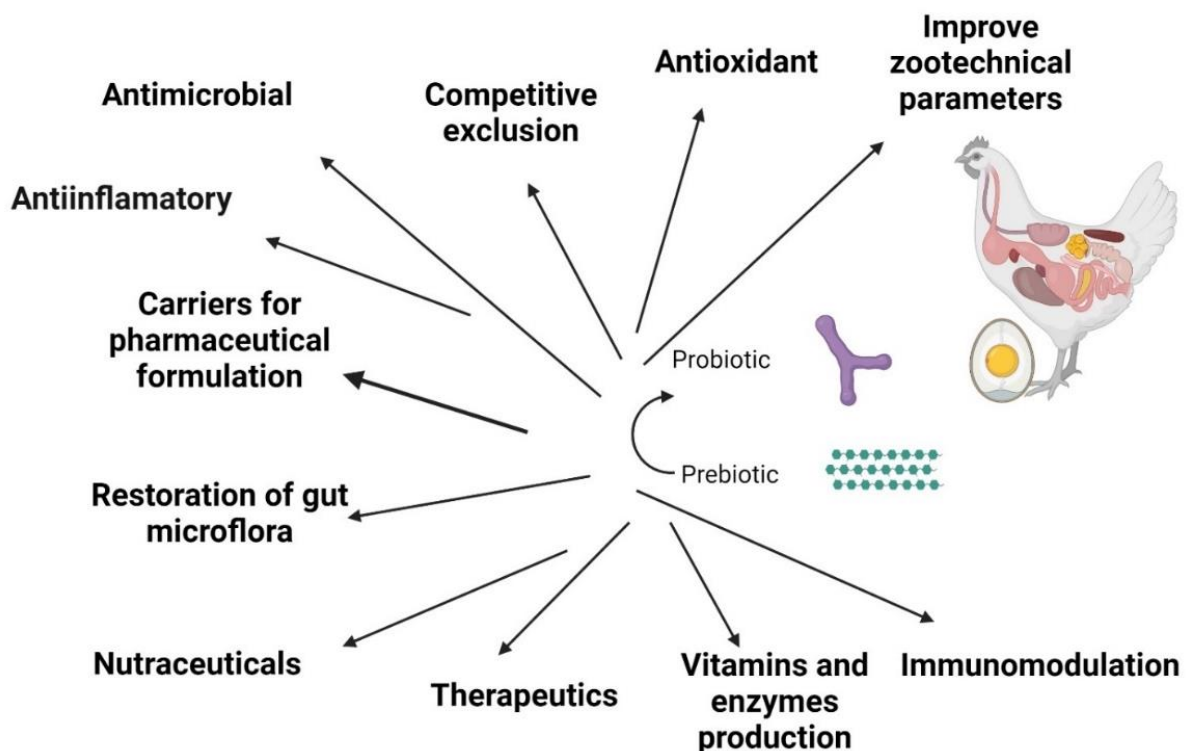 Improve
zootechnical
parameters
Antioxidant
Antimicrobial
Competitive
exclusion
Antiinflamatory
Carriers for
pharmaceutical
formulation
Probiotic
Prebiotic
Restoration of gut
microflora
Nutraceuticals
Therapeutics
Vitamins and
enzymes
production
Immunomodulation